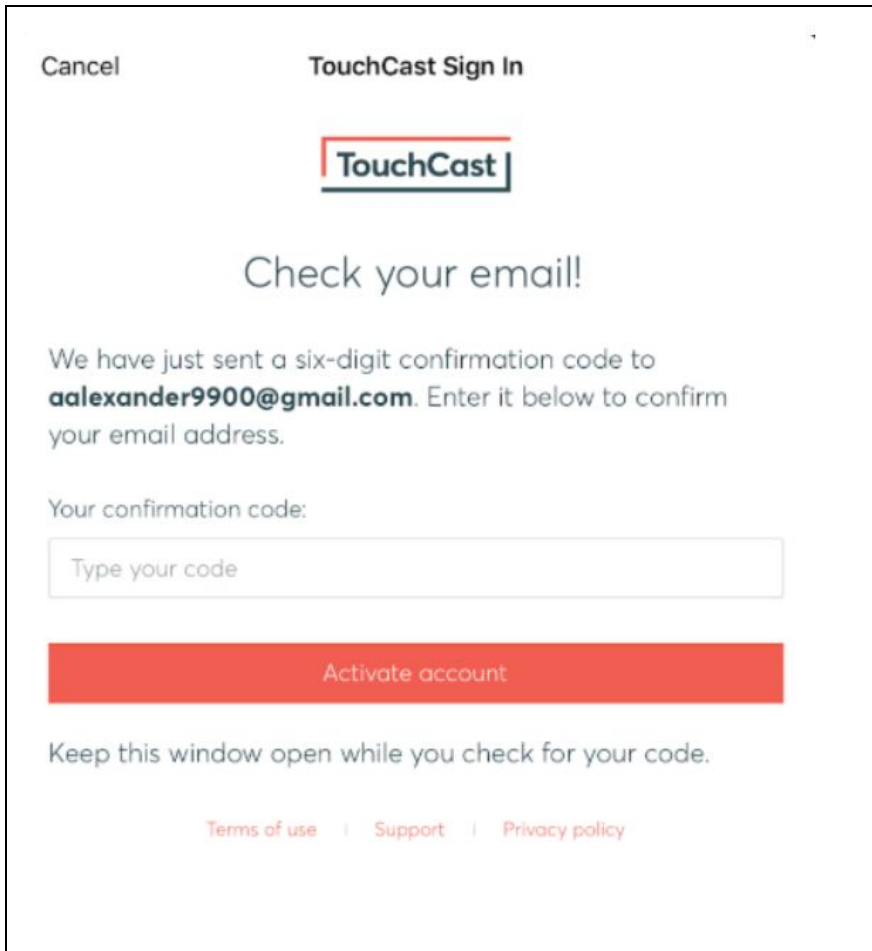 Cancel TouchCast Sign In
TouchCast
Check your email!
We have just sent a six-digit confirmation code to
aalexander9900@gmail.com. Enter it below to confirm
your email address.
Your confirmation code:
Type your code
Activate account
Keep this window open while you check for your code.
Terms of use | Support | Privacy policy